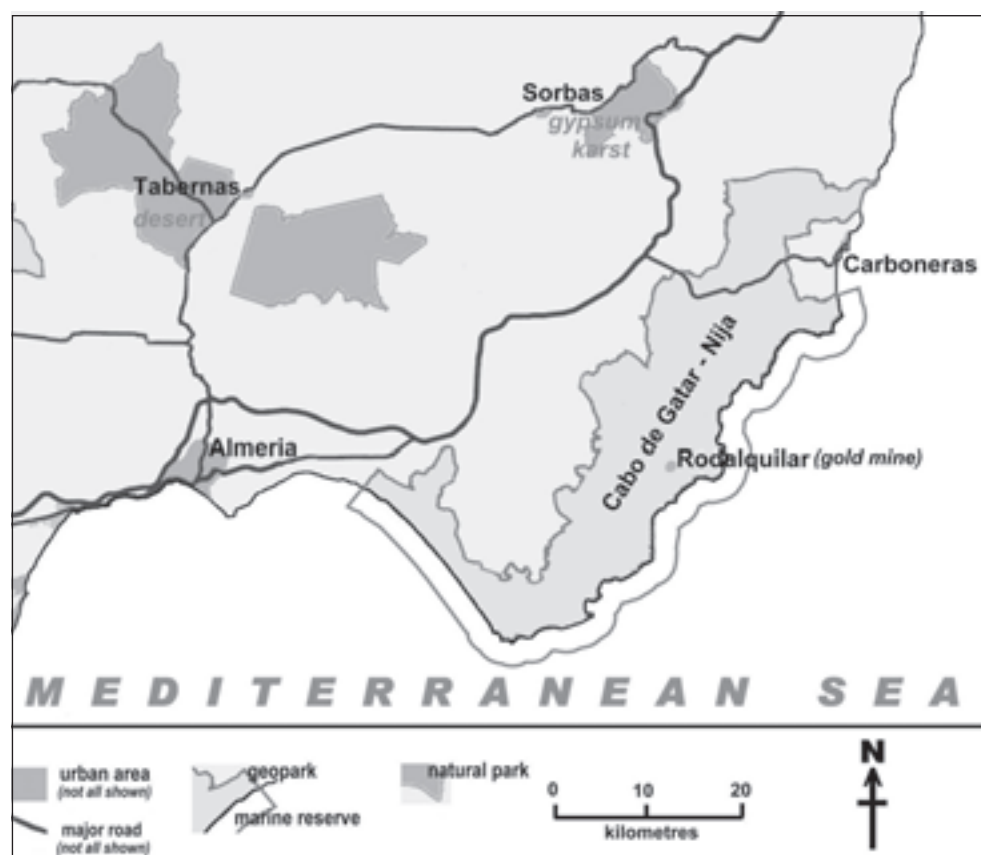 Sorbas
gypsum
karst
Tabernas
desert
Carboneras
Cabo de Gatar - Nija
Almeria
Rodalquilar (gold mine)
MEDITERRANEAN SEA
urban area
(not all shown)
major road
(not all shown)
geopark
marine reserve
natural park
0 10 20
kilometres
N